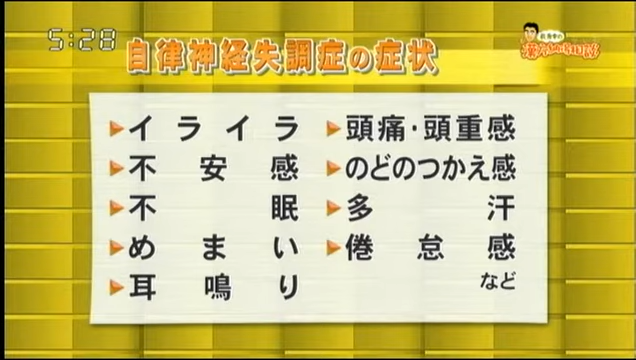 5:28
自律神経失調症の症状
イライラ
不安感
不眠
めまい
耳鳴り
頭痛・頭重感
のどのつかえ感
多汗
倦怠感
など